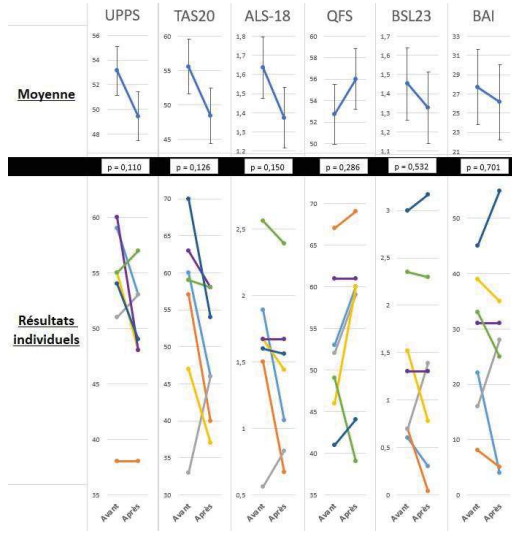 UPPS TAS20 ALS-18 QFS BSL23 BAI
Moyenne
56 60 1,8 60 1,7 33
54 55 1,7 58 1,6 31
52 50 1,6 56 1,5 29
50 45 1,5 54 1,4 27
48 1,4 52 1,3 25
1,3 50 1,2 23
1,2 1,1 21
p = 0,110 p = 0,126 p = 0,150 p = 0,286 p = 0,532 p = 0,701
Résultats
individuels
60 70 2,5 70 3 50
55 65 2 65 2,5 40
50 60 1,5 60 2 30
45 55 1 55 1,5 20
40 50 0,5 50 1 10
35 45 45 0,5 0
40 40 0
35 35
30
Avant Après Avant Après Avant Après Avant Après Avant Après Avant Après